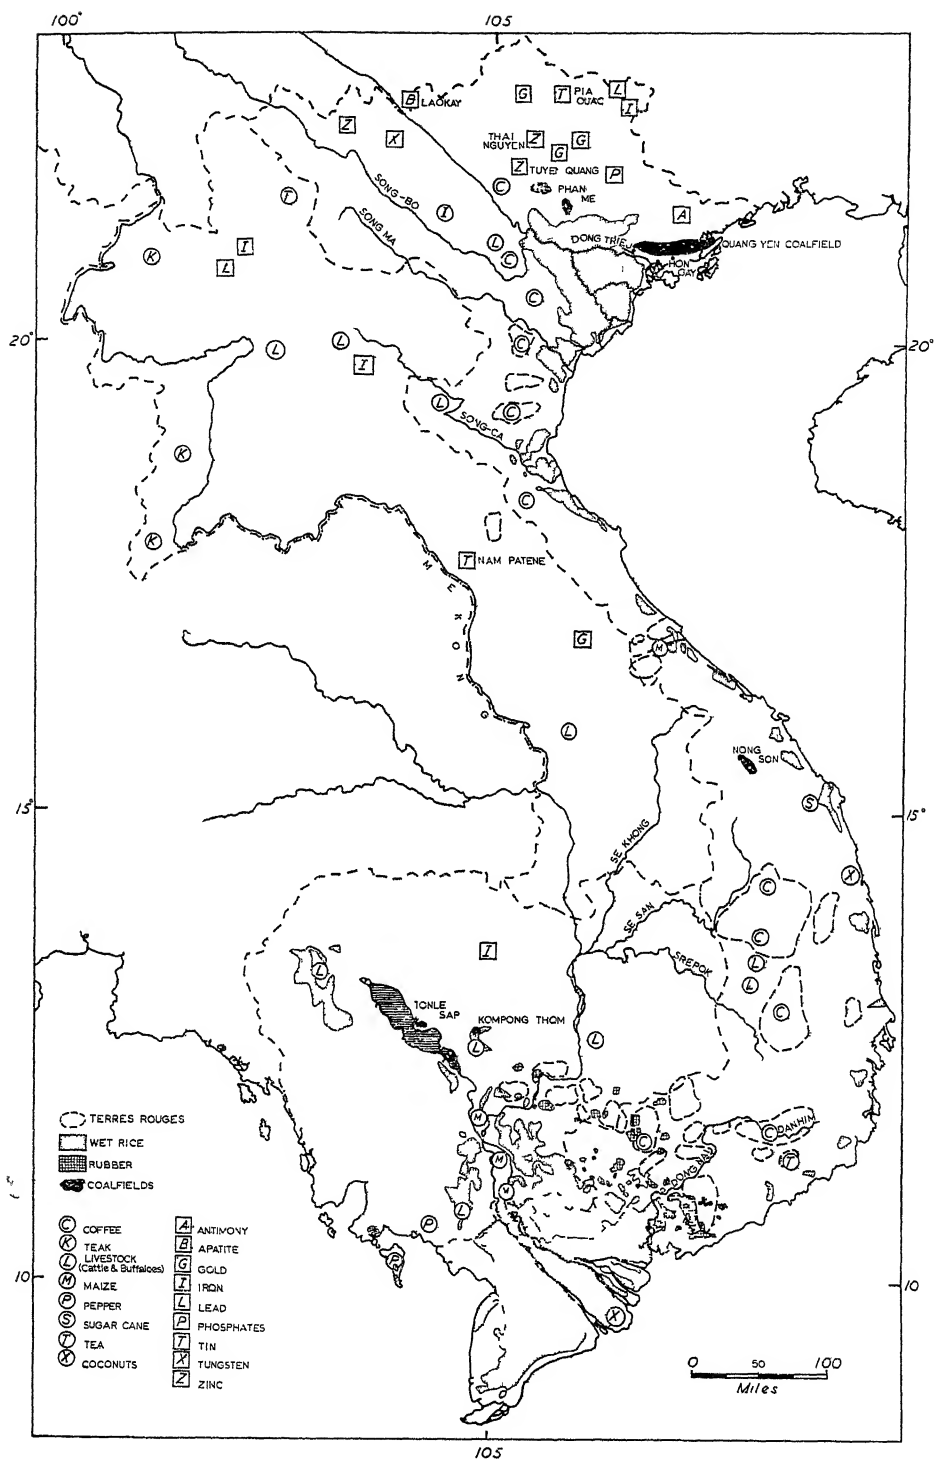 100°
105
B LAOKAY
G
T PIA
OUAC
L
I
Z
X
THAI
NGUYEN
Z
G
G
Z TUYEN QUANG
P
C
PHAN
ME
T
SONG-BO
I
A
SONG MA
L
C
DONG TRIEU
QUANG YEN COALFIELD
HON
GAY
K
I
L
C
20°
20°
L
L
I
C
L
C
SONG-CA
K
C
K
T NAM PATENE
MEKONG
G
M
L
NONG
SON
S
15°
15°
SE KHONG
X
C
SE SAN
C
I
SREPOK
L
L
L
C
TONLE
SAP
KOMPONG THOM
L
L
M
C
C DANHIM
M
T
DONG NAI
M
L
P
P
X
TERRES ROUGES
WET RICE
RUBBER
COALFIELDS
C COFFEE
K TEAK
L LIVESTOCK
(Cattle & Buffaloes)
M MAIZE
P PEPPER
S SUGAR CANE
T TEA
X COCONUTS
A ANTIMONY
B APATITE
G GOLD
I IRON
L LEAD
P PHOSPHATES
T TIN
X TUNGSTEN
Z ZINC
10
10
0 50 100
Miles
105